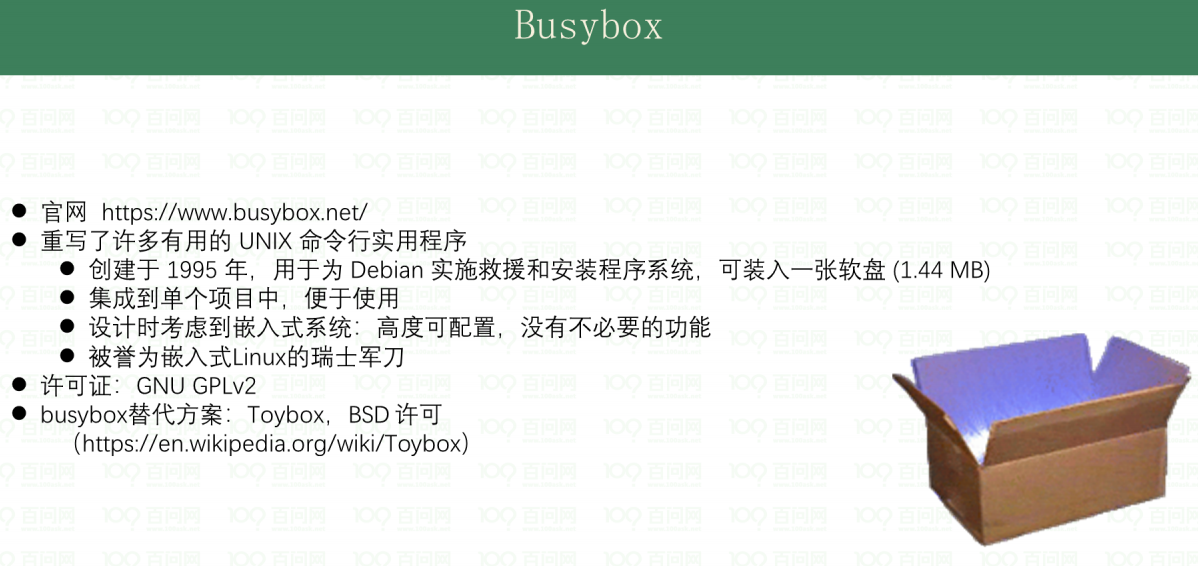 Busybox
官网 https://www.busybox.net/
重写了许多有用的 UNIX 命令行实用程序
创建于 1995 年，用于为 Debian 实施救援和安装程序系统，可装入一张软盘 (1.44 MB)
集成到单个项目中，便于使用
设计时考虑到嵌入式系统：高度可配置，没有不必要的功能
被誉为嵌入式Linux的瑞士军刀
许可证：GNU GPLv2
busybox替代方案：Toybox，BSD 许可
（https://en.wikipedia.org/wiki/Toybox）